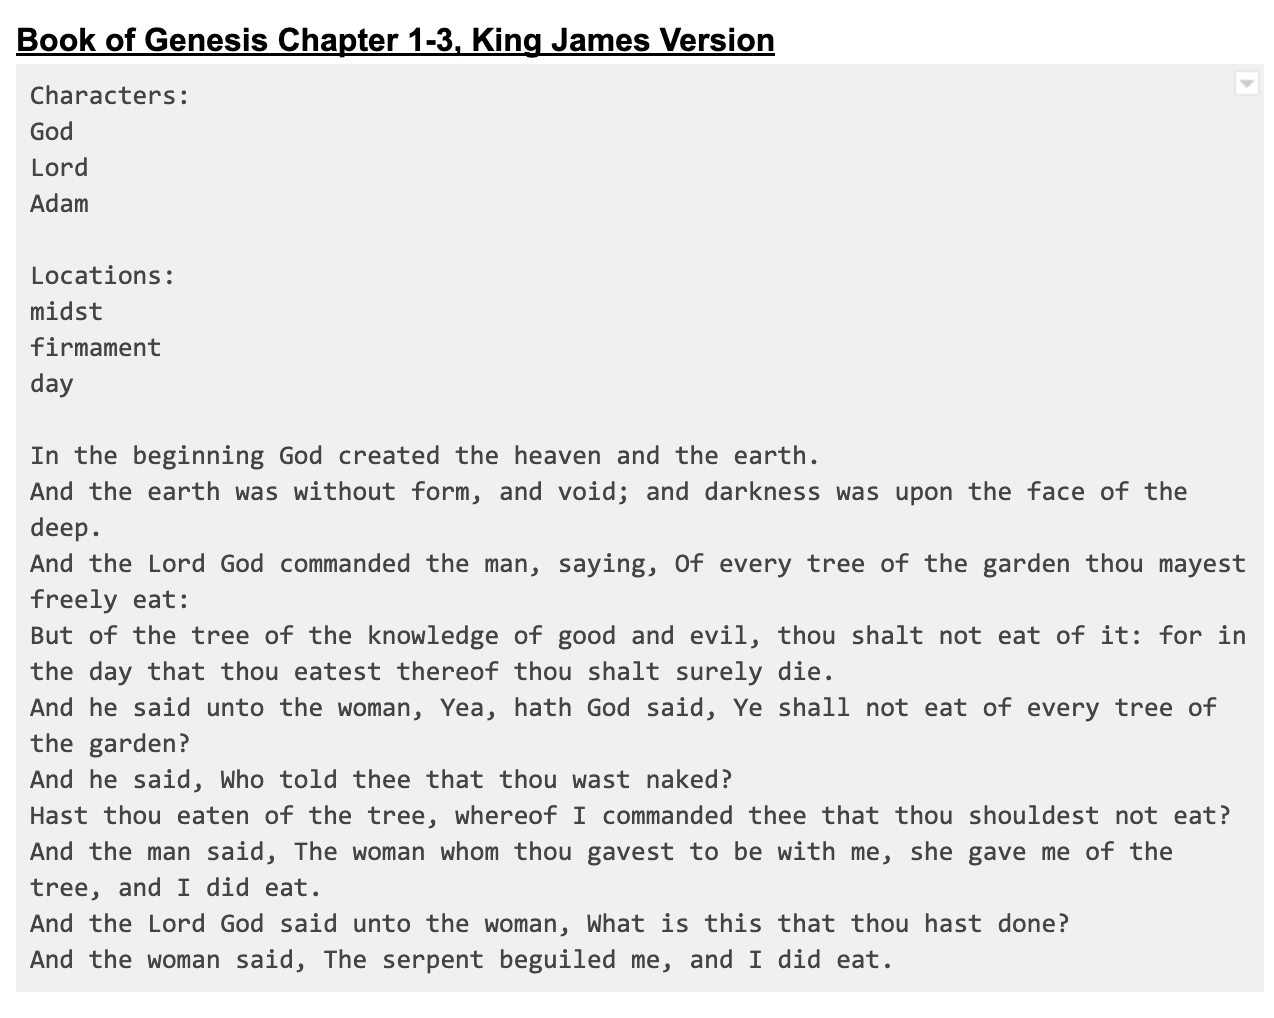 Book of Genesis Chapter 1-3, King James Version
Characters:
God
Lord
Adam
Locations:
midst
firmament
day
In the beginning God created the heaven and the earth.
And the earth was without form, and void; and darkness was upon the face of the
deep.
And the Lord God commanded the man, saying, Of every tree of the garden thou mayest
freely eat:
But of the tree of the knowledge of good and evil, thou shalt not eat of it: for in
the day that thou eatest thereof thou shalt surely die.
And he said unto the woman, Yea, hath God said, Ye shall not eat of every tree of
the garden?
And he said, Who told thee that thou wast naked?
Hast thou eaten of the tree, whereof I commanded thee that thou shouldest not eat?
And the man said, The woman whom thou gavest to be with me, she gave me of the
tree, and I did eat.
And the Lord God said unto the woman, What is this that thou hast done?
And the woman said, The serpent beguiled me, and I did eat.